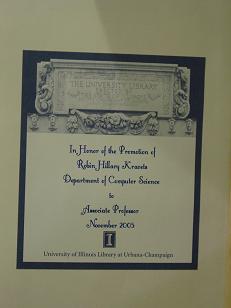 THE UNIVERSITY LIBRARY
In Honor of the Promotion of
Robin Hillary Kravets
Department of Computer Science
to
Associate Professor
November 2005
I
University of Illinois Library at Urbana-Champaign